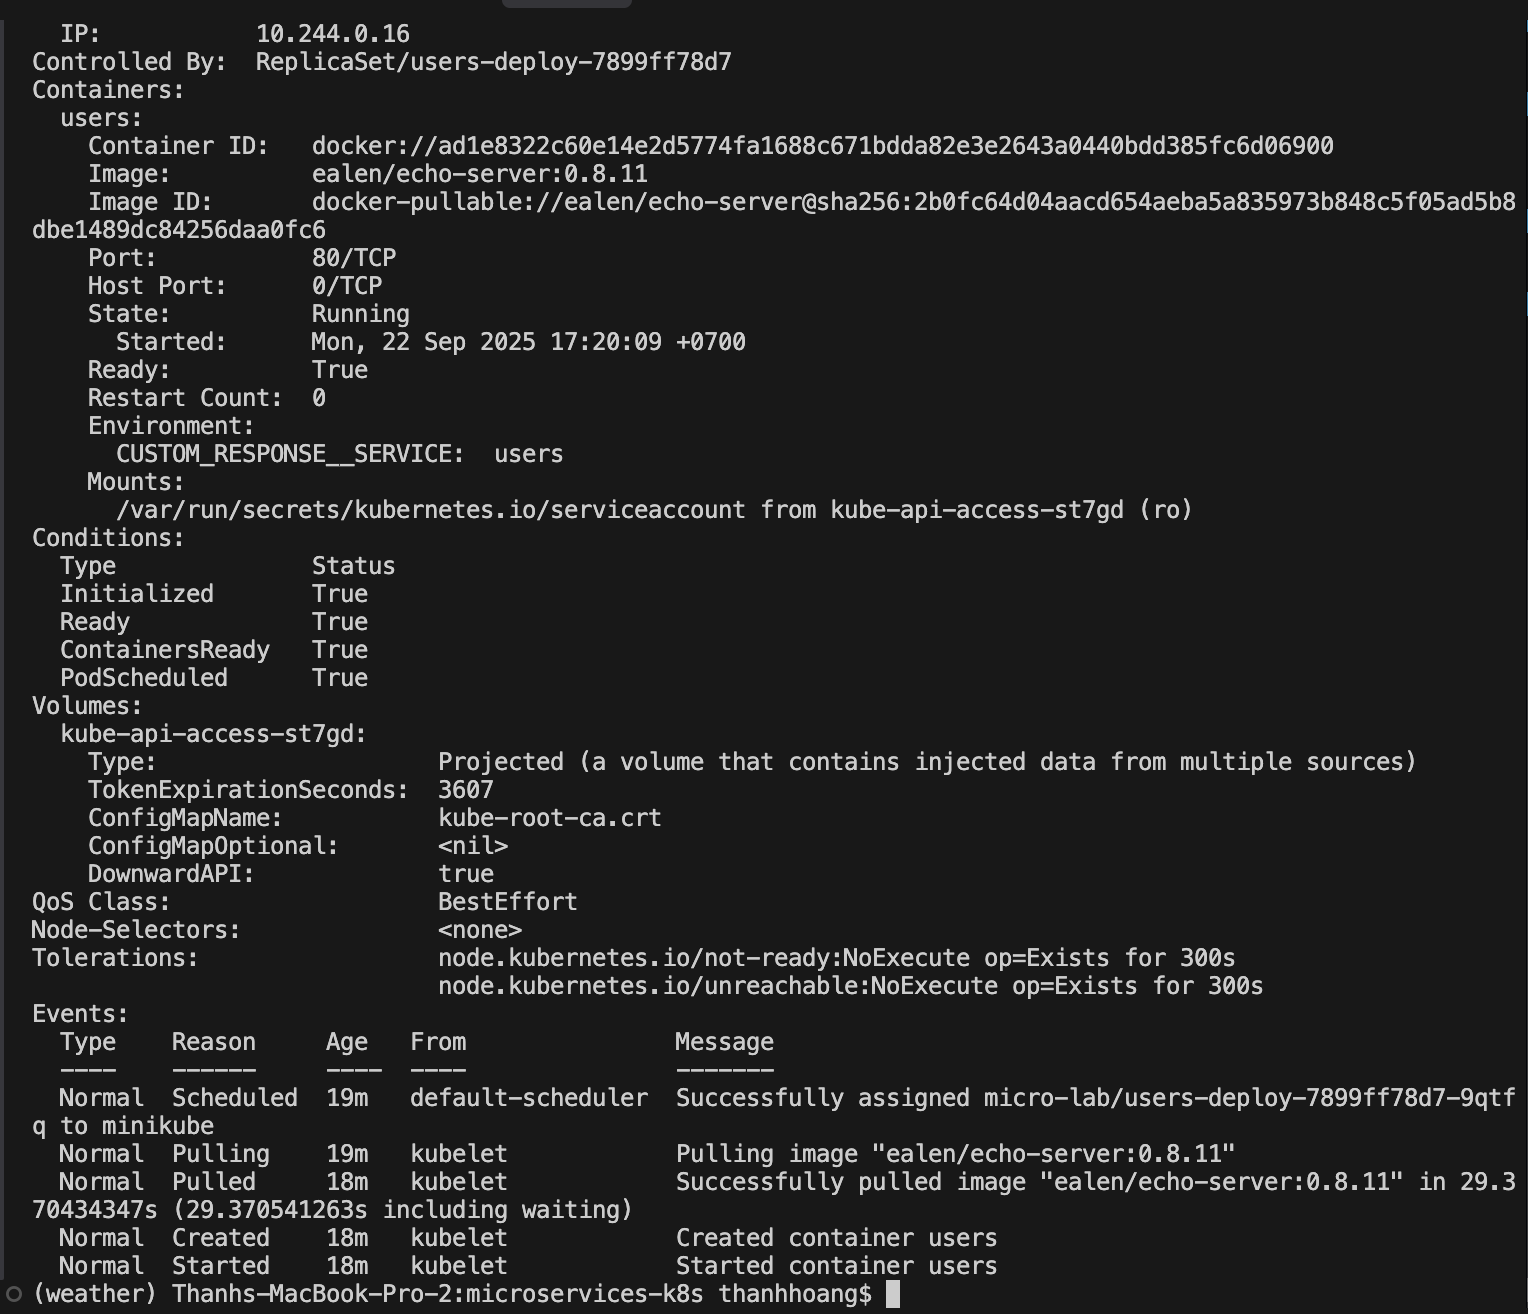 IP:           10.244.0.16
Controlled By:  ReplicaSet/users-deploy-7899ff78d7
Containers:
  users:
    Container ID:   docker://ad1e8322c60e14e2d5774fa1688c671bdda82e3e2643a0440bdd385fc6d06900
    Image:          ealen/echo-server:0.8.11
    Image ID:       docker-pullable://ealen/echo-server@sha256:2b0fc64d04aacd654aeba5a835973b848c5f05ad5b8
dbe1489dc84256daa0fc6
    Port:           80/TCP
    Host Port:      0/TCP
    State:          Running
      Started:      Mon, 22 Sep 2025 17:20:09 +0700
    Ready:          True
    Restart Count:  0
    Environment:
      CUSTOM_RESPONSE__SERVICE:  users
    Mounts:
      /var/run/secrets/kubernetes.io/serviceaccount from kube-api-access-st7gd (ro)
Conditions:
  Type              Status
  Initialized       True
  Ready             True
  ContainersReady   True
  PodScheduled      True
Volumes:
  kube-api-access-st7gd:
    Type:                    Projected (a volume that contains injected data from multiple sources)
    TokenExpirationSeconds:  3607
    ConfigMapName:           kube-root-ca.crt
    ConfigMapOptional:       <nil>
    DownwardAPI:             true
QoS Class:                   BestEffort
Node-Selectors:              <none>
Tolerations:                 node.kubernetes.io/not-ready:NoExecute op=Exists for 300s
                             node.kubernetes.io/unreachable:NoExecute op=Exists for 300s
Events:
  Type    Reason     Age   From               Message
  ----    ------     ----  ----               -------
  Normal  Scheduled  19m   default-scheduler  Successfully assigned micro-lab/users-deploy-7899ff78d7-9qtf
q to minikube
  Normal  Pulling    19m   kubelet            Pulling image "ealen/echo-server:0.8.11"
  Normal  Pulled     18m   kubelet            Successfully pulled image "ealen/echo-server:0.8.11" in 29.3
70434347s (29.370541263s including waiting)
  Normal  Created    18m   kubelet            Created container users
  Normal  Started    18m   kubelet            Started container users
(weather) Thanhs-MacBook-Pro-2:microservices-k8s thanhhoang$